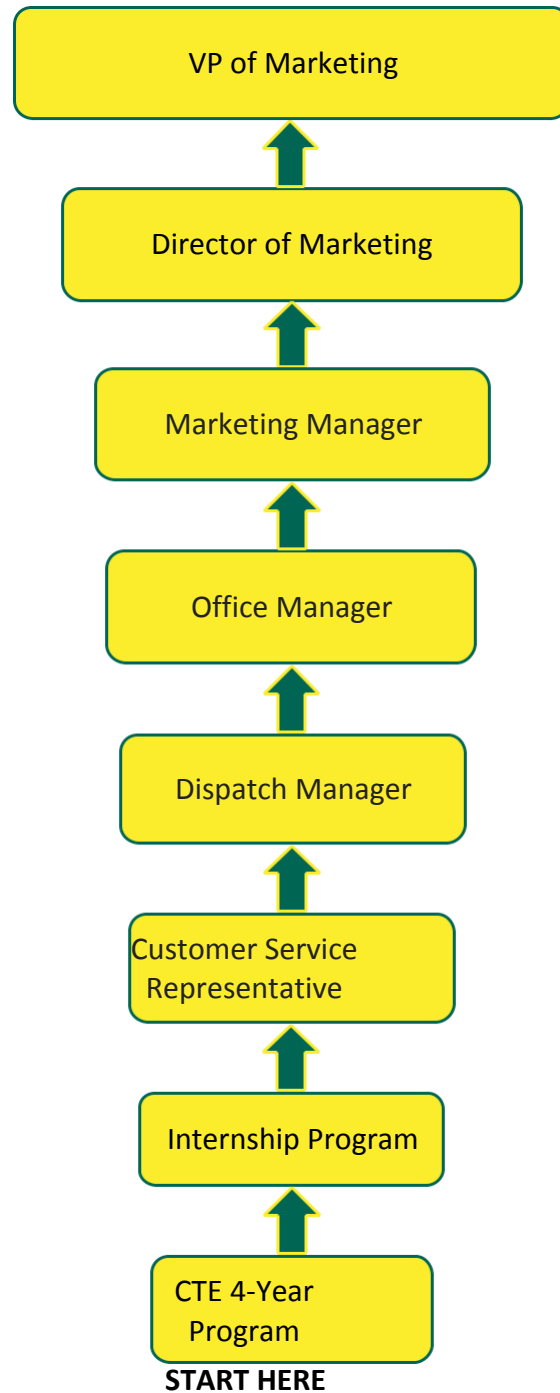 VP of Marketing
Director of Marketing
Marketing Manager
Office Manager
Dispatch Manager
Customer Service
Representative
Internship Program
CTE 4-Year
Program
START HERE